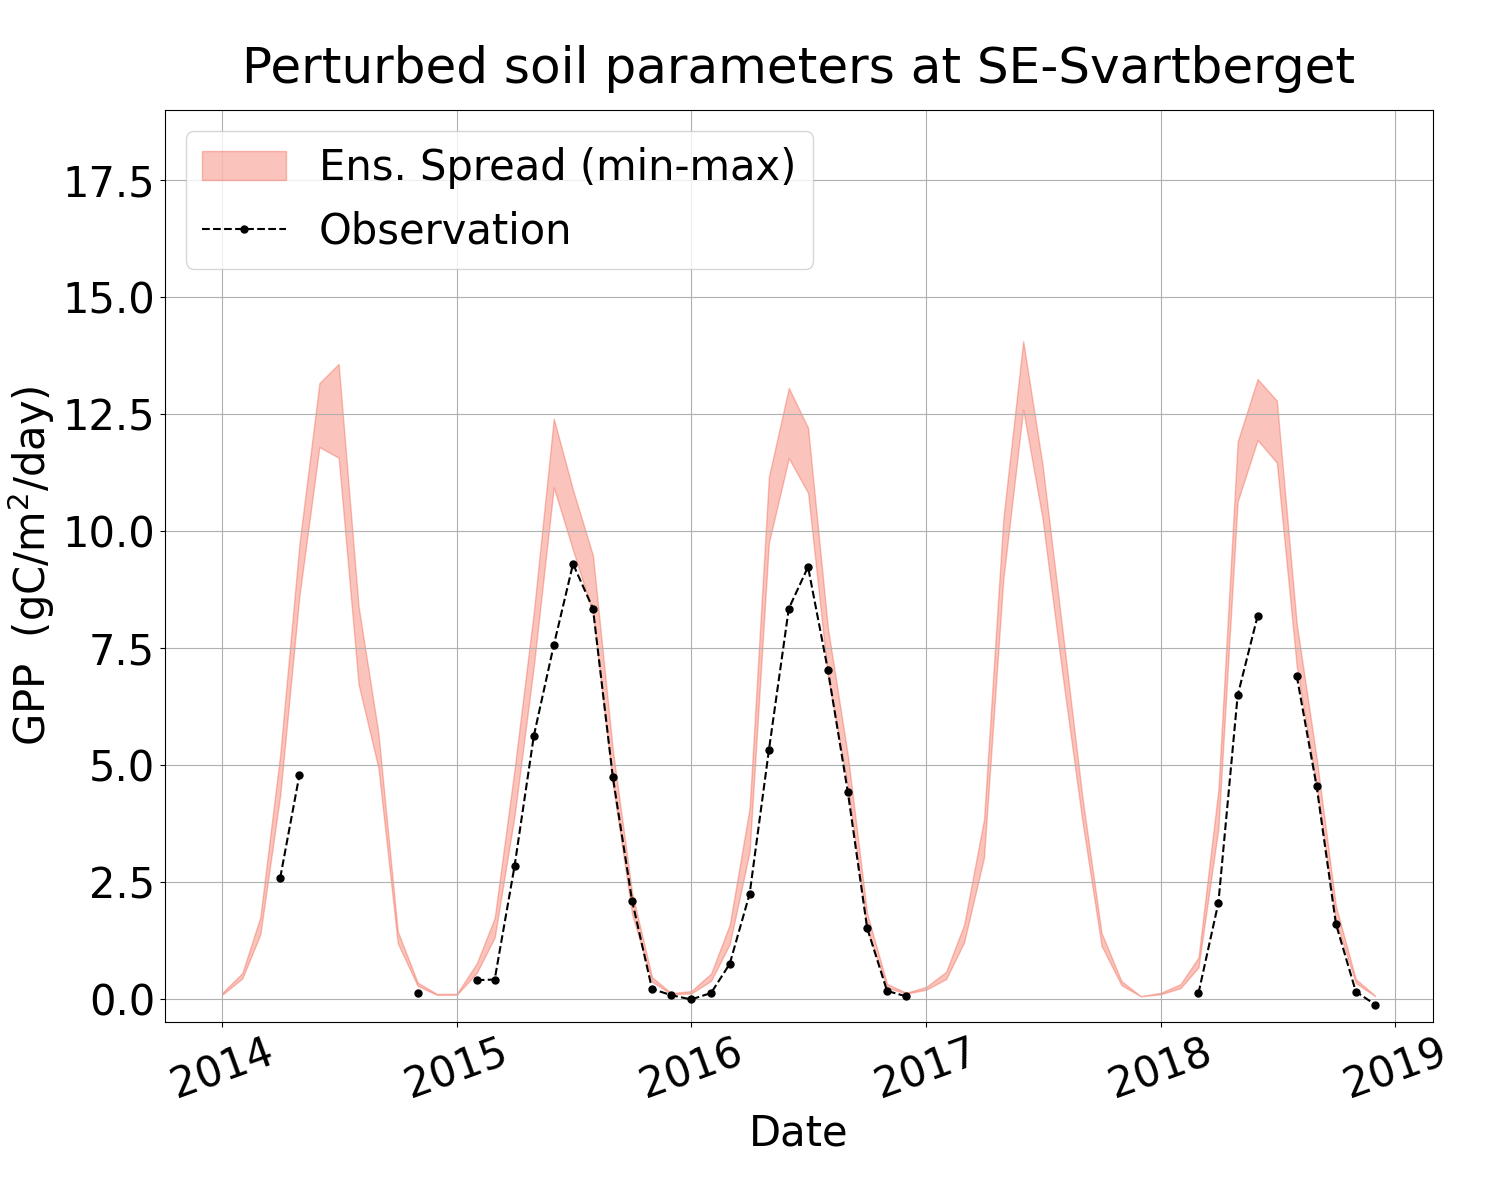 Perturbed soil parameters at SE-Svartberget
Ens. Spread (min-max)
Observation
GPP (gC/m²/day)
17.5
15.0
12.5
10.0
7.5
5.0
2.5
0.0
2014
2015
2016
2017
2018
2019
Date